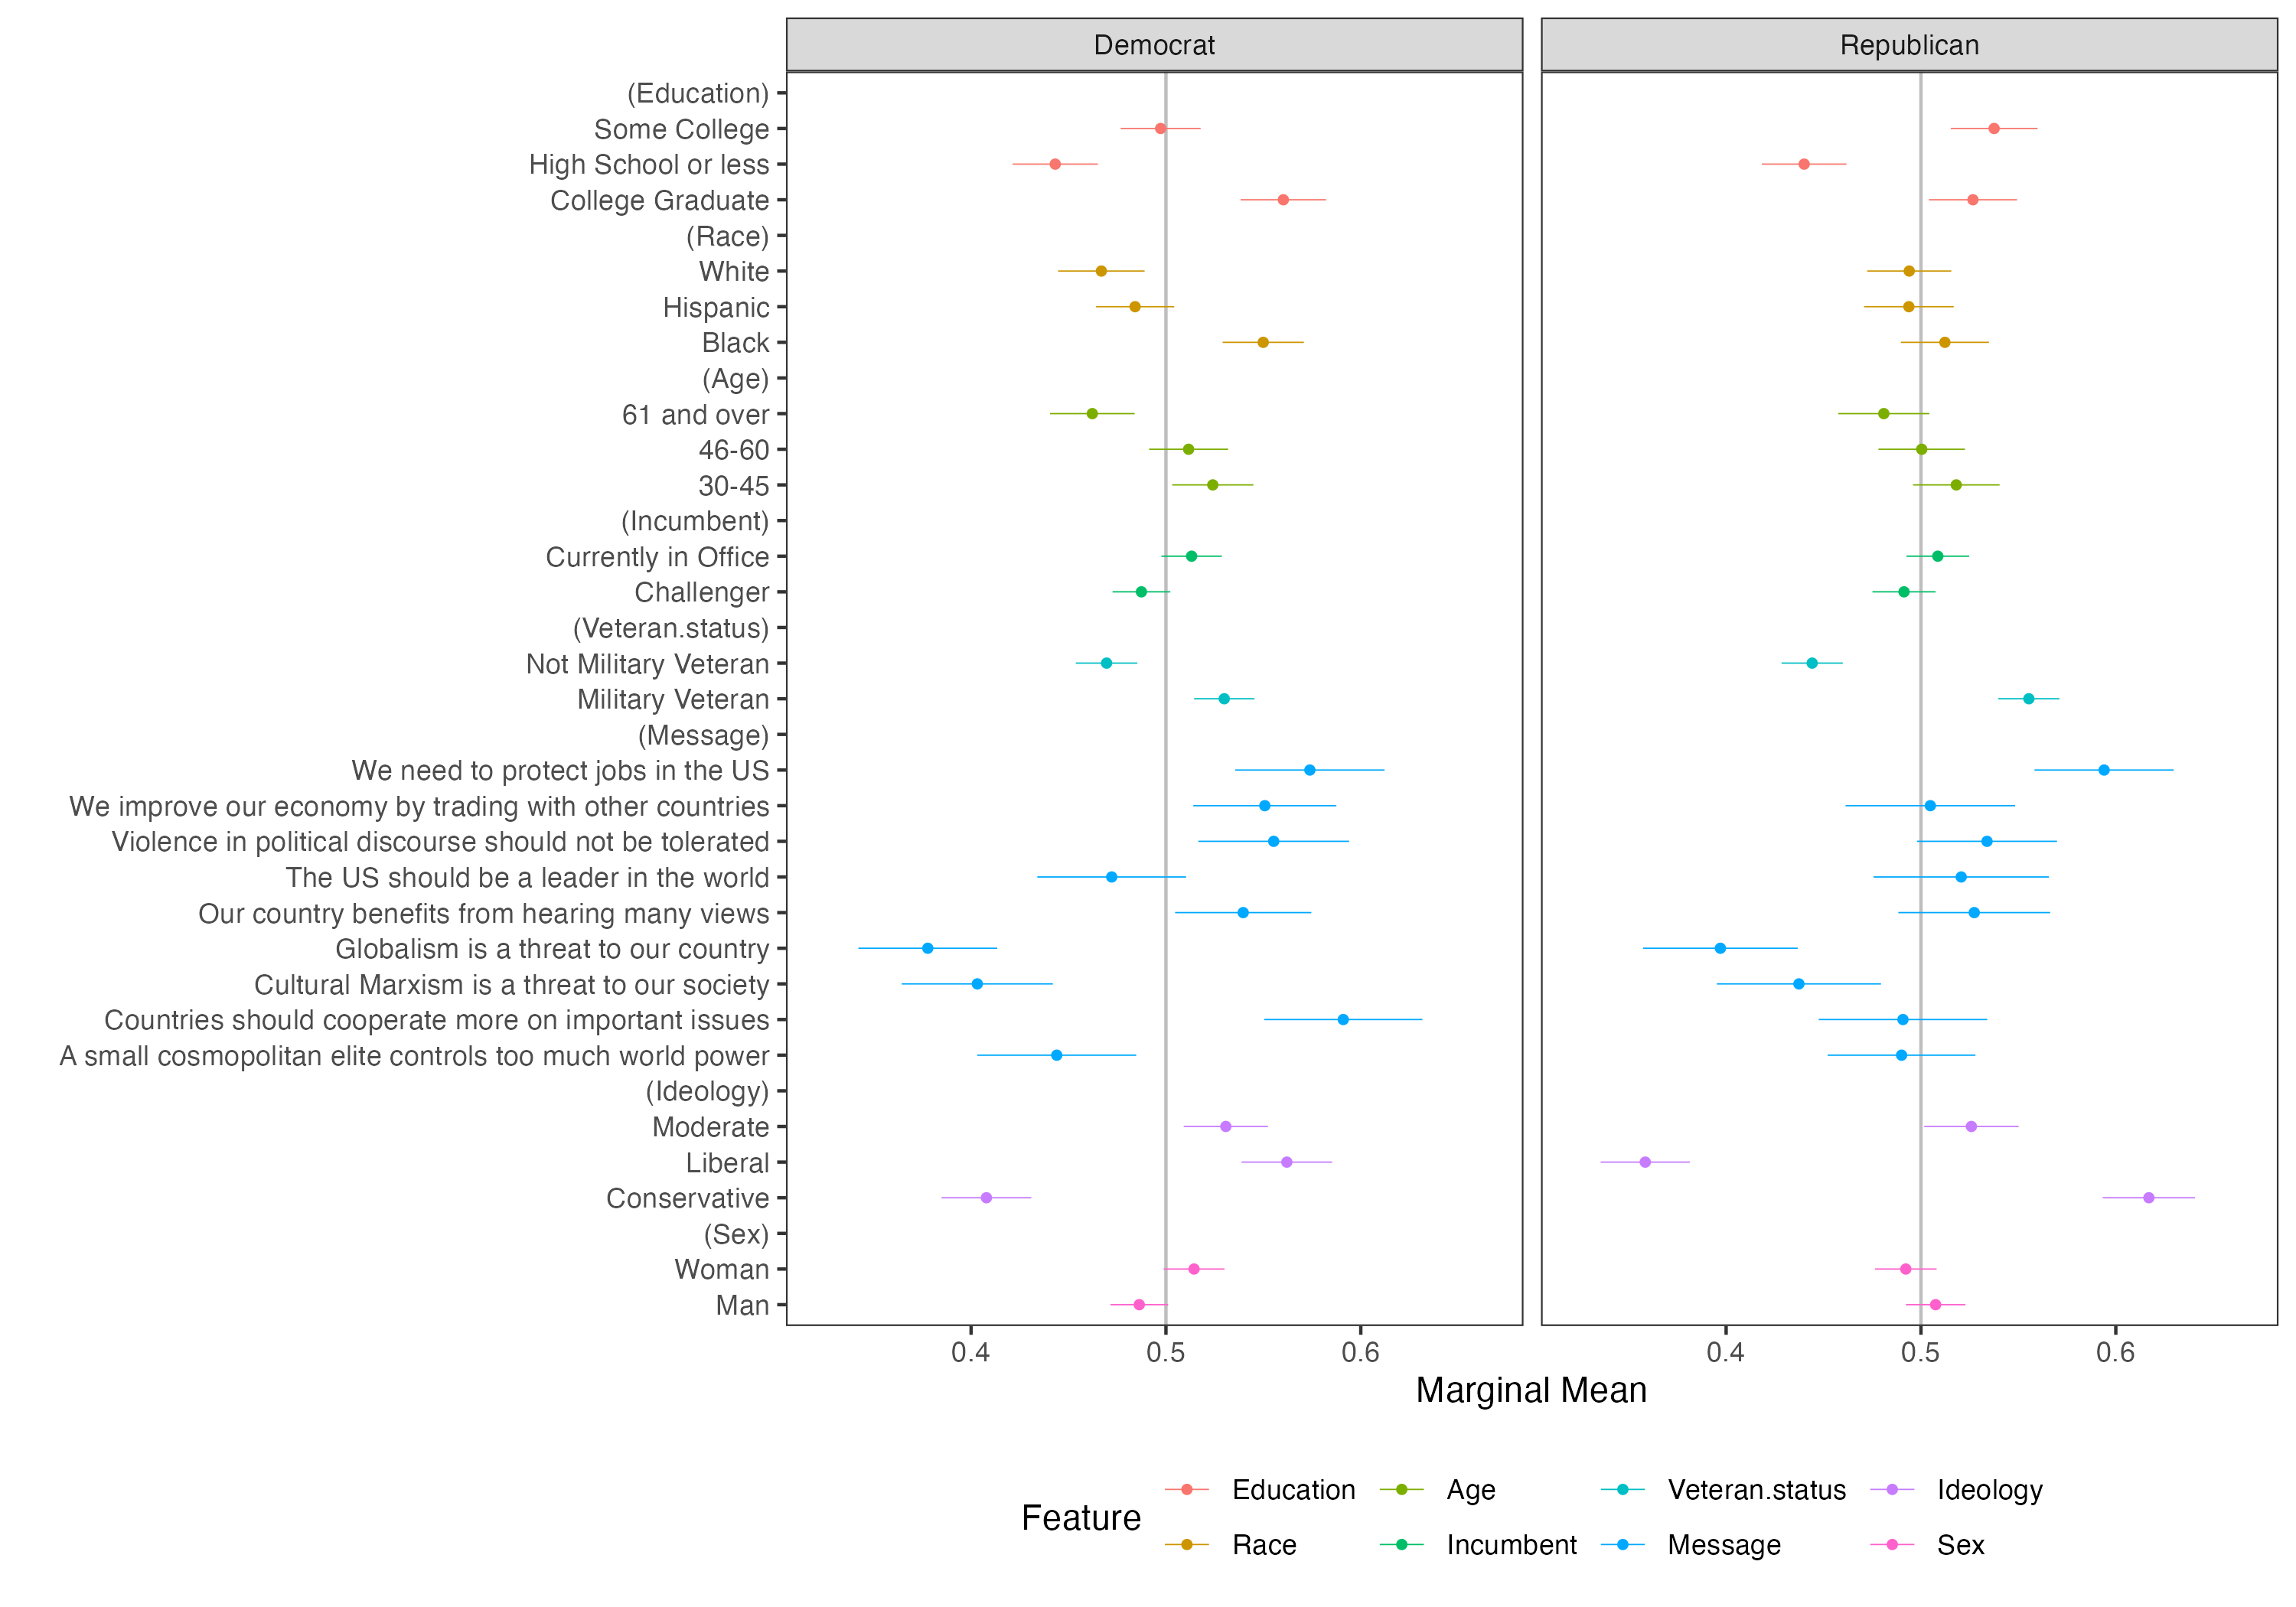 Democrat
Republican
(Education)
Some College
High School or less
College Graduate
(Race)
White
Hispanic
Black
(Age)
61 and over
46-60
30-45
(Incumbent)
Currently in Office
Challenger
(Veteran.status)
Not Military Veteran
Military Veteran
(Message)
We need to protect jobs in the US
We improve our economy by trading with other countries
Violence in political discourse should not be tolerated
The US should be a leader in the world
Our country benefits from hearing many views
Globalism is a threat to our country
Cultural Marxism is a threat to our society
Countries should cooperate more on important issues
A small cosmopolitan elite controls too much world power
(Ideology)
Moderate
Liberal
Conservative
(Sex)
Woman
Man
0.4 0.5 0.6 0.4 0.5 0.6
Marginal Mean
Feature
Education Age Veteran.status Ideology
Race Incumbent Message Sex